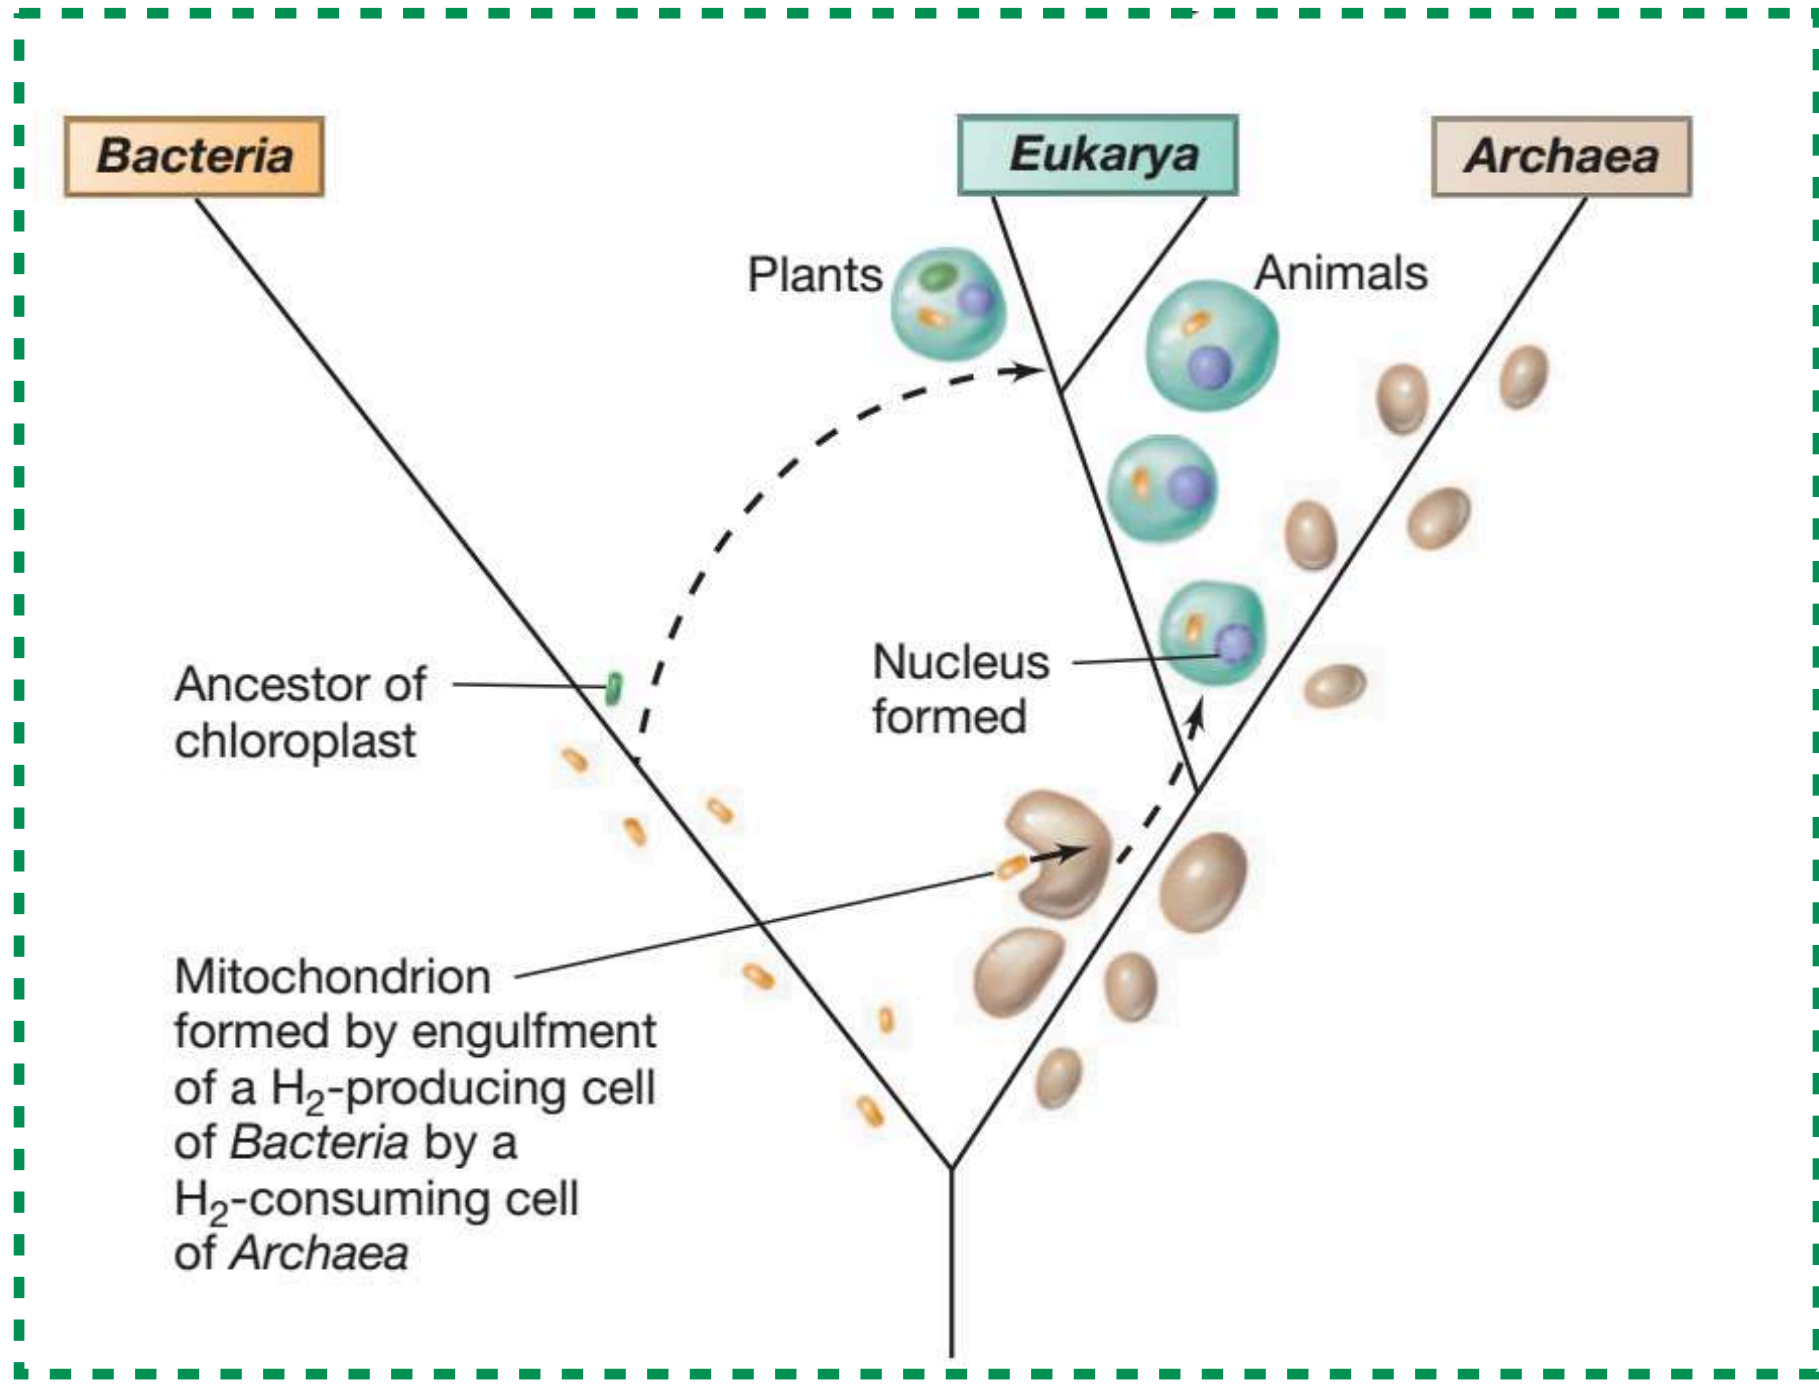 Bacteria
Eukarya
Archaea
Plants
Animals
Ancestor of
chloroplast
Nucleus
formed
Mitochondrion
formed by engulfment
of a H₂-producing cell
of Bacteria by a
H₂-consuming cell
of Archaea